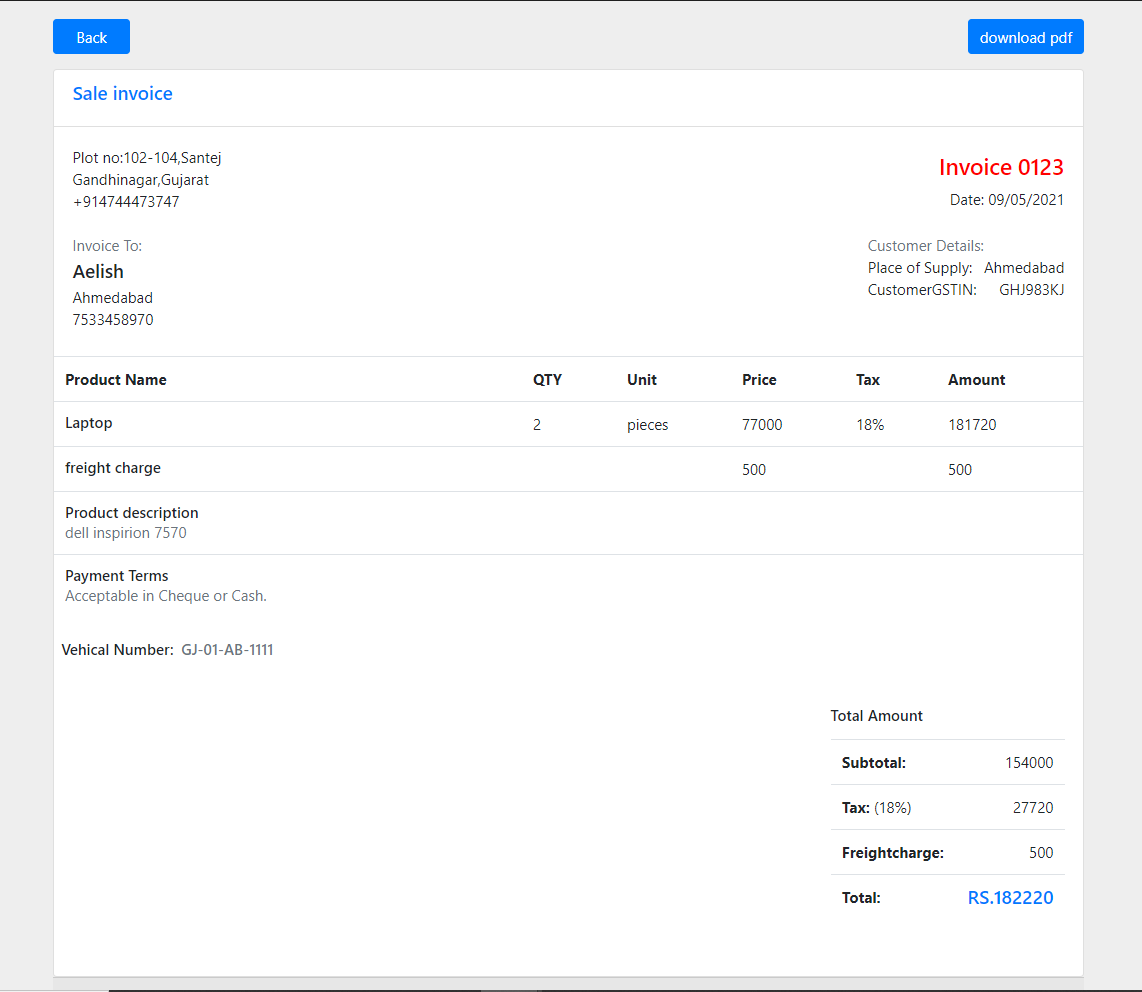 Back
download pdf
Sale invoice
Plot no:102-104,Santej
Gandhinagar,Gujarat
+914744473747
Invoice 0123
Date: 09/05/2021
Invoice To:
Aelish
Ahmedabad
7533458970
Customer Details:
Place of Supply: Ahmedabad
CustomerGSTIN: GHJ983KJ
Product Name QTY Unit Price Tax Amount
Laptop 2 pieces 77000 18% 181720
freight charge 500 500
Product description
dell inspirion 7570
Payment Terms
Acceptable in Cheque or Cash.
Vehical Number: GJ-01-AB-1111
Total Amount
Subtotal: 154000
Tax: (18%) 27720
Freightcharge: 500
Total: RS.182220